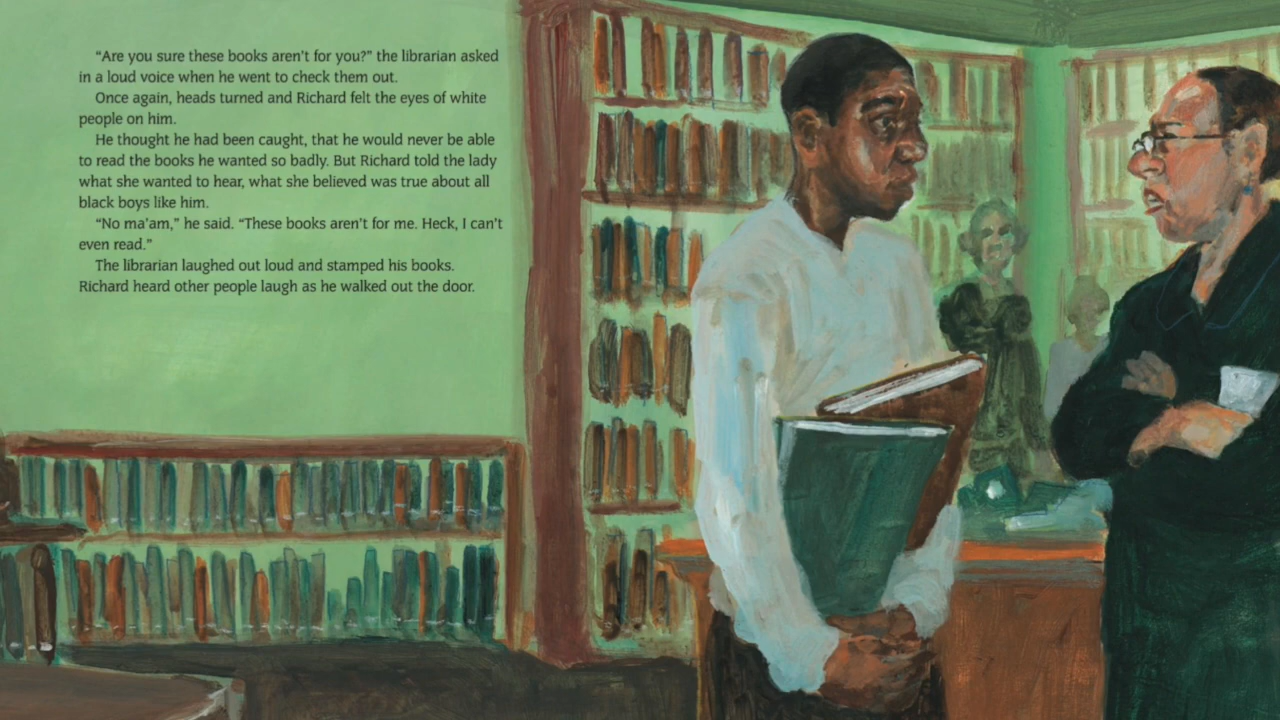 “Are you sure these books aren’t for you?” the librarian asked
in a loud voice when he went to check them out.
Once again, heads turned and Richard felt the eyes of white
people on him.
He thought he had been caught, that he would never be able
to read the books he wanted so badly. But Richard told the lady
what she wanted to hear, what she believed was true about all
black boys like him.
“No ma’am,” he said. “These books aren’t for me. Heck, I can’t
even read.”
The librarian laughed out loud and stamped his books.
Richard heard other people laugh as he walked out the door.